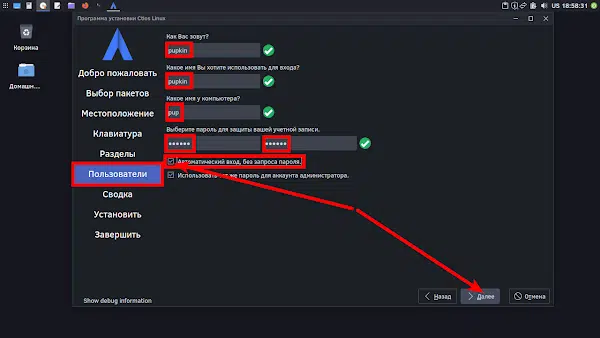 US 18:58:31
Программа установки Ctlos Linux
Корзина
Домашн...
Добро пожаловать
Выбор пакетов
Местоположение
Клавиатура
Разделы
Пользователи
Сводка
Установить
Завершить
Show debug information
Как Вас зовут?
pupkin
Какое имя Вы хотите использовать для входа?
pupkin
Какое имя у компьютера?
pup
Выберите пароль для защиты вашей учетной записи.
Автоматический вход, без запроса пароля.
Использовать тот же пароль для аккаунта администратора.
Назад
Далее
Отмена